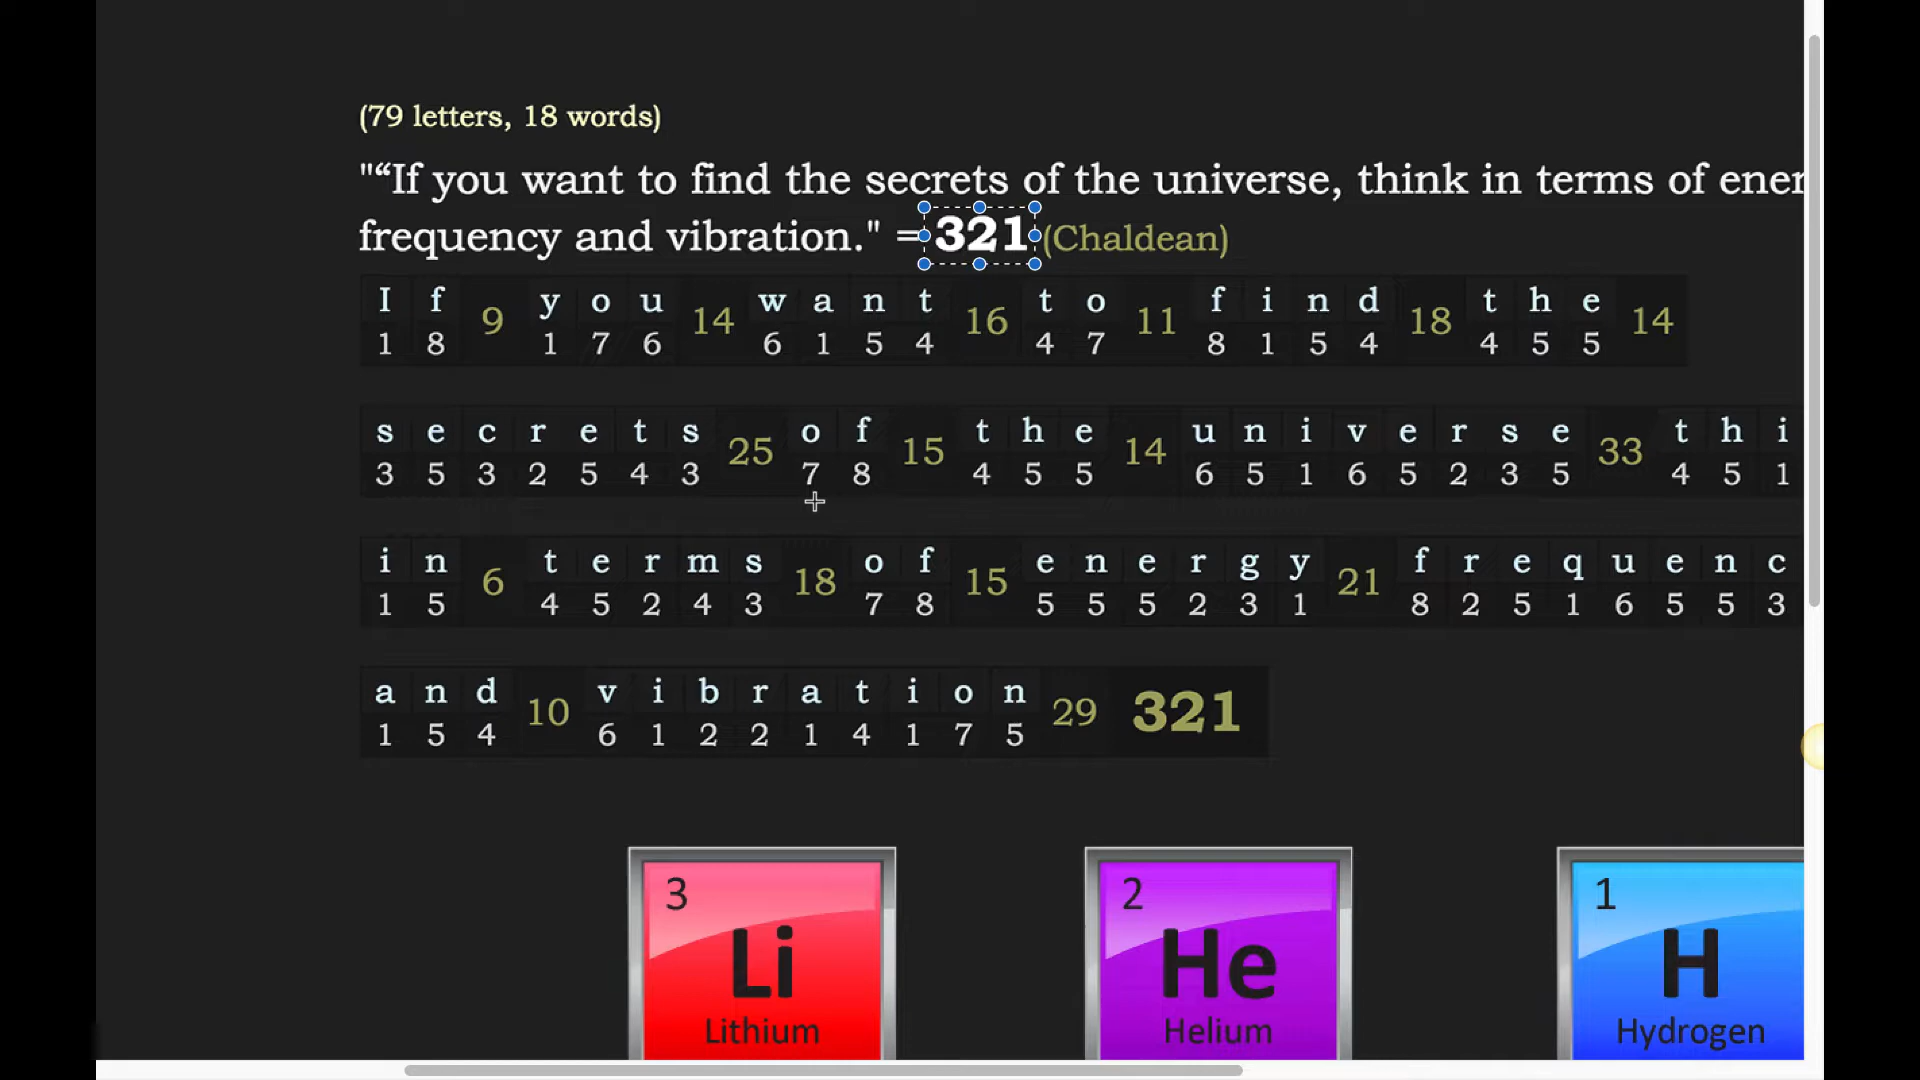 (79 letters, 18 words)
"“If you want to find the secrets of the universe, think in terms of ener
frequency and vibration." = 321 (Chaldean)
I f 9 y o u 14 w a n t 16 t o 11 f i n d 18 t h e 14
1 8 1 7 6 6 1 5 4 4 7 8 1 5 4 4 5 5
s e c r e t s 25 o f 15 t h e 14 u n i v e r s e 33 t h i
3 5 3 2 5 4 3 7 8 4 5 5 6 5 1 6 5 2 3 5 4 5 1
i n 6 t e r m s 18 o f 15 e n e r g y 21 f r e q u e n c
1 5 4 5 2 4 3 7 8 5 5 5 2 3 1 8 2 5 1 6 5 5 3
a n d 10 v i b r a t i o n 29 321
1 5 4 6 1 2 2 1 4 1 7 5
3 2 1
Li He H
Lithium Helium Hydrogen